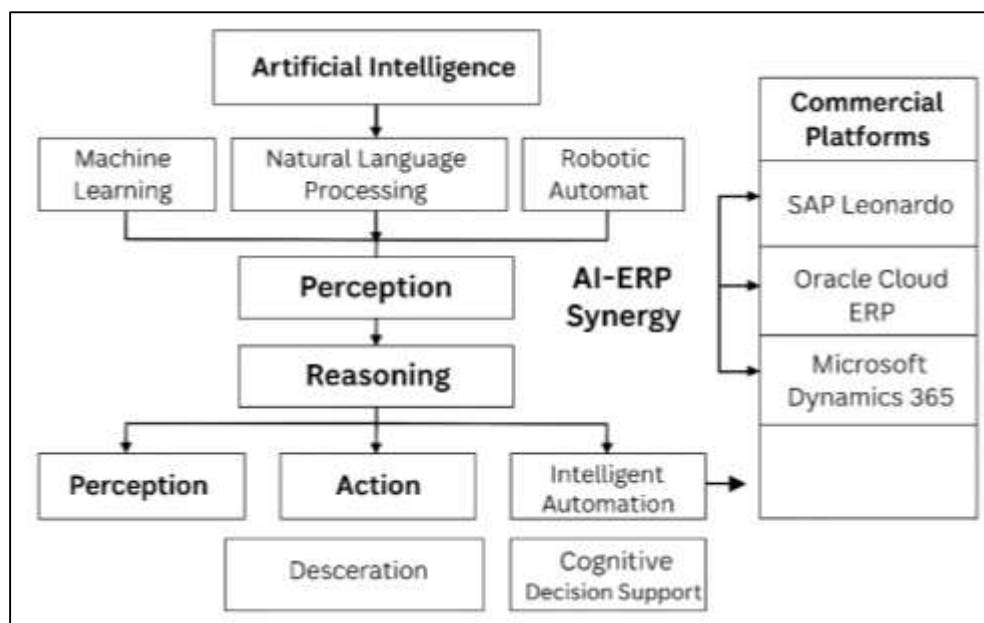 Artificial Intelligence
Machine
Learning
Natural Language
Processing
Robotic
Automat
Perception
Reasoning
Perception
Action
Intelligent
Automation
Desceration
Cognitive
Decision Support
AI-ERP
Synergy
Commercial
Platforms
SAP Leonardo
Oracle Cloud
ERP
Microsoft
Dynamics 365